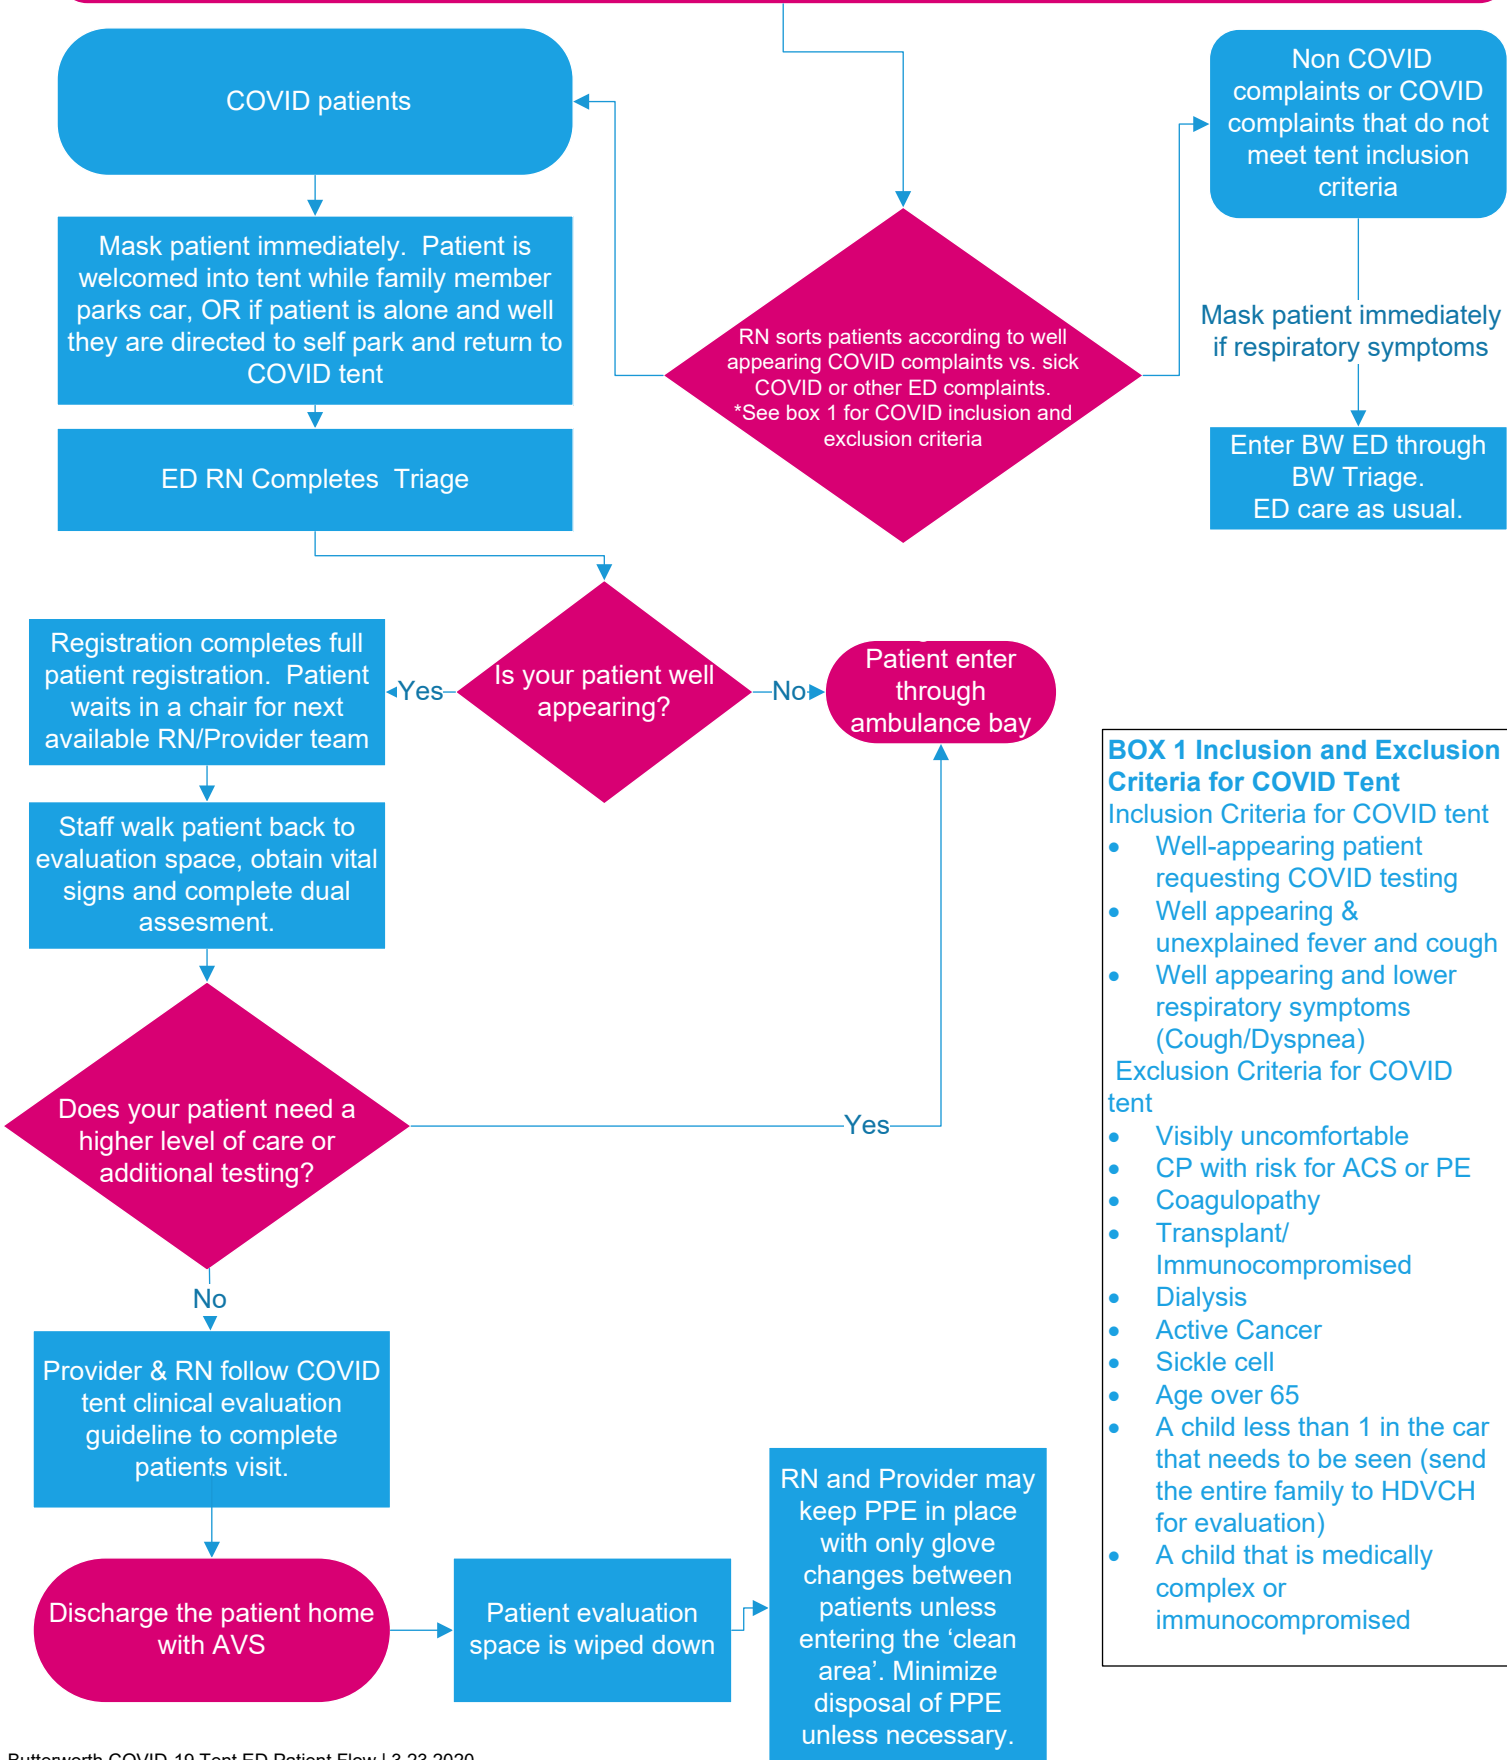 COVID patients
Non COVID
complaints or COVID
complaints that do not
meet tent inclusion
criteria
Mask patient immediately.  Patient is
welcomed into tent while family member
parks car, OR if patient is alone and well
they are directed to self park and return to
COVID tent
RN sorts patients according to well
appearing COVID complaints vs. sick
COVID or other ED complaints.
*See box 1 for COVID inclusion and
exclusion criteria
Mask patient immediately
if respiratory symptoms
ED RN Completes  Triage
Enter BW ED through
BW Triage.
ED care as usual.
Is your patient well
appearing?
Yes
No
Registration completes full
patient registration.  Patient
waits in a chair for next
available RN/Provider team
Patient enter
through
ambulance bay
Staff walk patient back to
evaluation space, obtain vital
signs and complete dual
assesment.
Does your patient need a
higher level of care or
additional testing?
Yes
No
Provider & RN follow COVID
tent clinical evaluation
guideline to complete
patients visit.
Discharge the patient home
with AVS
Patient evaluation
space is wiped down
RN and Provider may
keep PPE in place
with only glove
changes between
patients unless
entering the ‘clean
area’. Minimize
disposal of PPE
unless necessary.
BOX 1 Inclusion and Exclusion
Criteria for COVID Tent
Inclusion Criteria for COVID tent
• Well-appearing patient
requesting COVID testing
• Well appearing &
unexplained fever and cough
• Well appearing and lower
respiratory symptoms
(Cough/Dyspnea)
Exclusion Criteria for COVID
tent
• Visibly uncomfortable
• CP with risk for ACS or PE
• Coagulopathy
• Transplant/
Immunocompromised
• Dialysis
• Active Cancer
• Sickle cell
• Age over 65
• A child less than 1 in the car
that needs to be seen (send
the entire family to HDVCH
for evaluation)
• A child that is medically
complex or
immunocompromised
Butterworth COVID-19 Tent ED Patient Flow | 3.23.2020